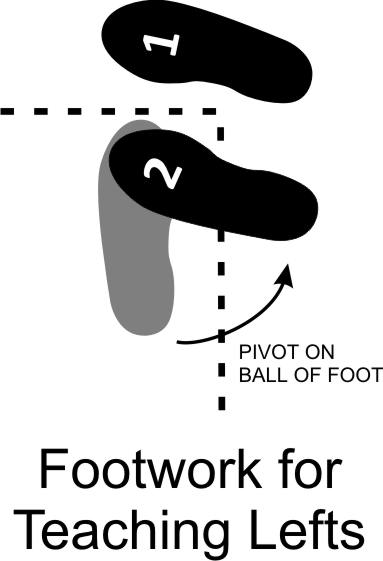 1
2
PIVOT ON
BALL OF FOOT
Footwork for
Teaching Lefts